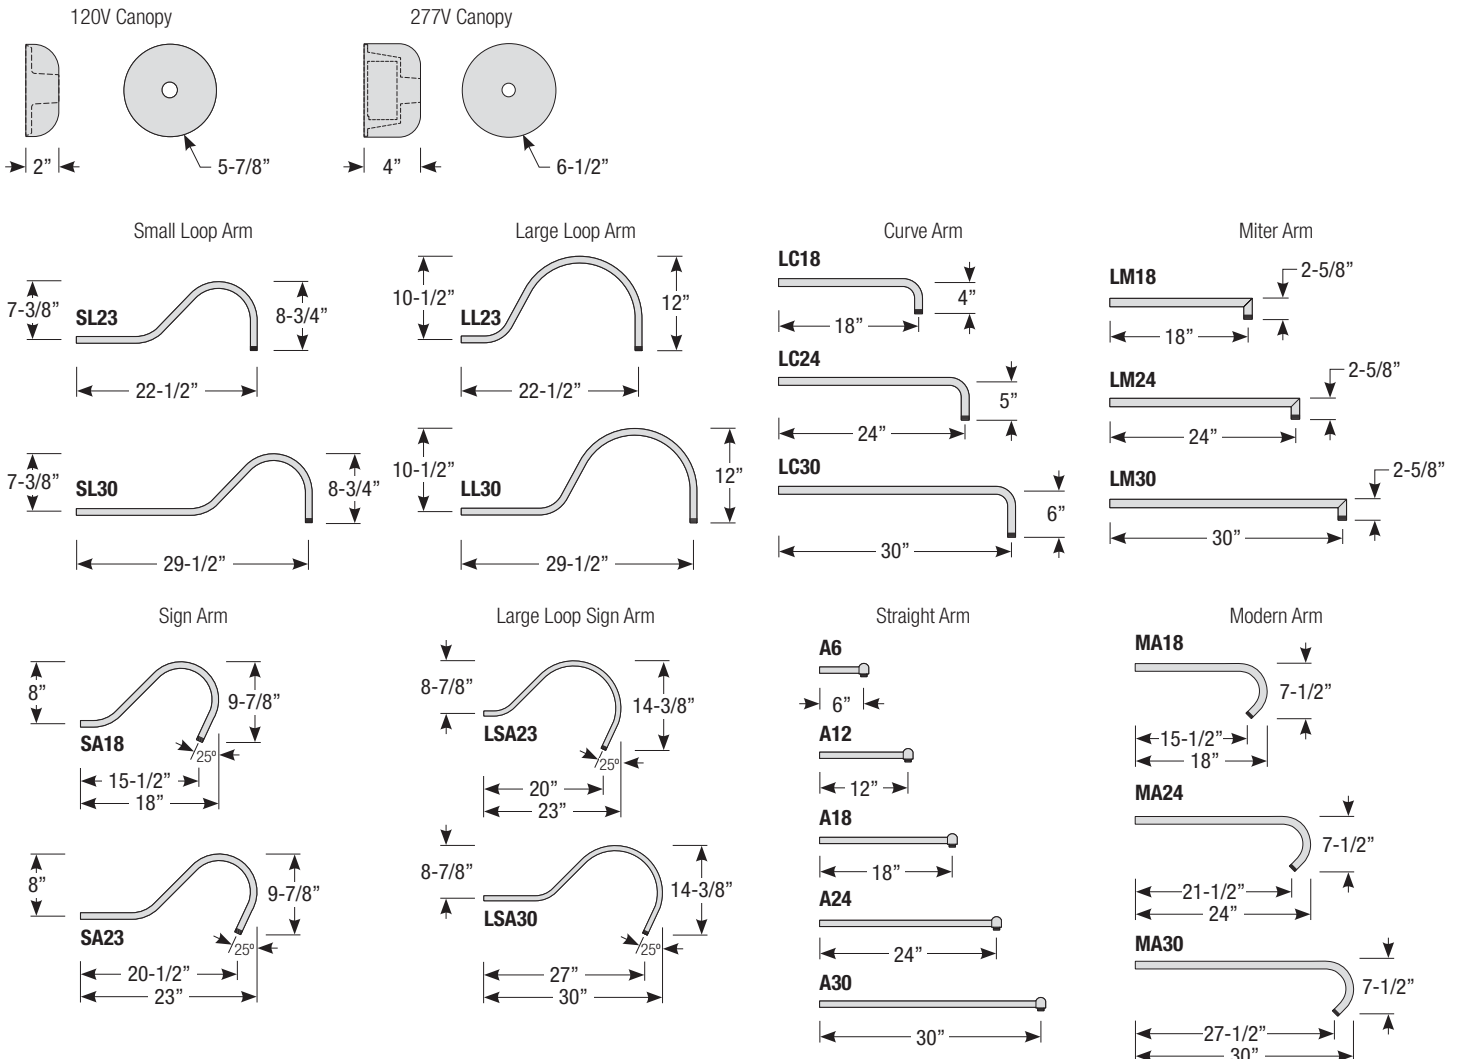 120V Canopy
277V Canopy
2”
5-7/8”
4”
6-1/2”
Small Loop Arm
7-3/8”
SL23
8-3/4”
22-1/2”
7-3/8”
SL30
8-3/4”
29-1/2”
Large Loop Arm
10-1/2”
LL23
12”
22-1/2”
10-1/2”
LL30
12”
29-1/2”
Curve Arm
LC18
4”
18”
LC24
5”
24”
LC30
6”
30”
Miter Arm
LM18
2-5/8”
18”
LM24
2-5/8”
24”
LM30
2-5/8”
30”
Sign Arm
8”
9-7/8”
SA18
25º
15-1/2”
18”
8”
9-7/8”
SA23
25º
20-1/2”
23”
Large Loop Sign Arm
8-7/8”
14-3/8”
LSA23
25º
20”
23”
8-7/8”
14-3/8”
LSA30
25º
27”
30”
Straight Arm
A6
6”
A12
12”
A18
18”
A24
24”
A30
30”
Modern Arm
MA18
7-1/2”
15-1/2”
18”
MA24
7-1/2”
21-1/2”
24”
MA30
7-1/2”
27-1/2”
30”